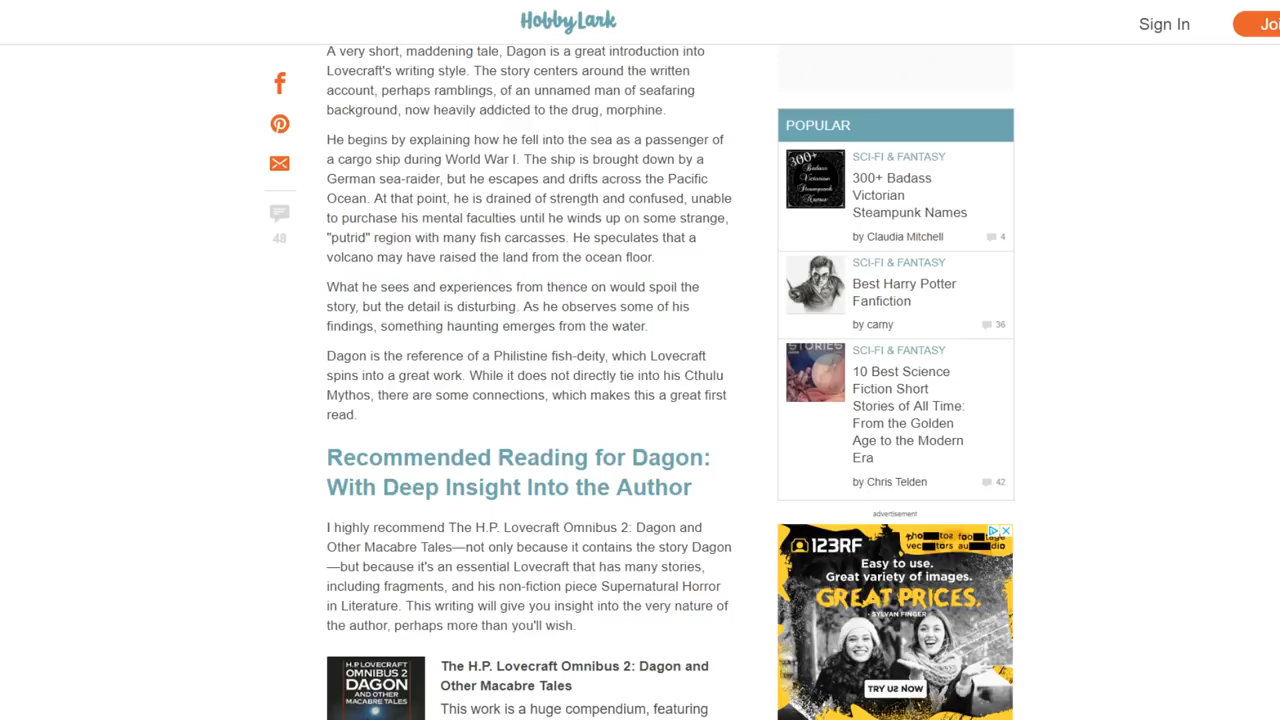 HobbyLark
Sign In
Joi
A very short, maddening tale, Dagon is a great introduction into
Lovecraft's writing style. The story centers around the written
account, perhaps ramblings, of an unnamed man of seafaring
background, now heavily addicted to the drug, morphine.
He begins by explaining how he fell into the sea as a passenger of
a cargo ship during World War I. The ship is brought down by a
German sea-raider, but he escapes and drifts across the Pacific
Ocean. At that point, he is drained of strength and confused, unable
to purchase his mental faculties until he winds up on some strange,
"putrid" region with many fish carcasses. He speculates that a
volcano may have raised the land from the ocean floor.
What he sees and experiences from thence on would spoil the
story, but the detail is disturbing. As he observes some of his
findings, something haunting emerges from the water.
Dagon is the reference of a Philistine fish-deity, which Lovecraft
spins into a great work. While it does not directly tie into his Cthulu
Mythos, there are some connections, which makes this a great first
read.
Recommended Reading for Dagon:
With Deep Insight Into the Author
I highly recommend The H.P. Lovecraft Omnibus 2: Dagon and
Other Macabre Tales—not only because it contains the story Dagon
—but because it's an essential Lovecraft that has many stories,
including fragments, and his non-fiction piece Supernatural Horror
in Literature. This writing will give you insight into the very nature of
the author, perhaps more than you'll wish.
H.P. LOVECRAFT
OMNIBUS 2
DAGON
AND OTHER
MACABRE TALES
The H.P. Lovecraft Omnibus 2: Dagon and
Other Macabre Tales
This work is a huge compendium, featuring
48
POPULAR
300+
Badass
Victorian
Steampunk
Names
SCI-FI & FANTASY
300+ Badass
Victorian
Steampunk Names
by Claudia Mitchell
4
SCI-FI & FANTASY
Best Harry Potter
Fanfiction
by carny
36
STORIES
SCI-FI & FANTASY
10 Best Science
Fiction Short
Stories of All Time:
From the Golden
Age to the Modern
Era
by Chris Telden
42
advertisement
123RF
Easy to use.
Great variety of images.
GREAT PRICES.
- SYLVAN FINGER
TRY US NOW